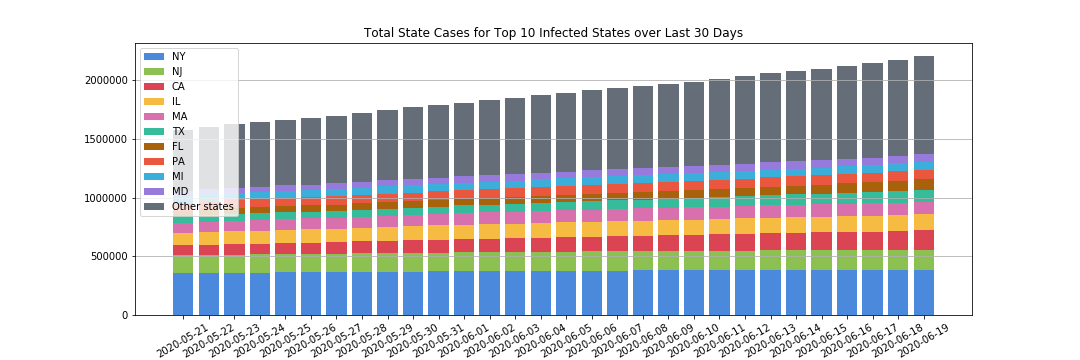 Total State Cases for Top 10 Infected States over Last 30 Days
2000000
1500000
1000000
500000
0
NY
NJ
CA
IL
MA
TX
FL
PA
MI
MD
Other states
2020-05-21
2020-05-22
2020-05-23
2020-05-24
2020-05-25
2020-05-26
2020-05-27
2020-05-28
2020-05-29
2020-05-30
2020-05-31
2020-06-01
2020-06-02
2020-06-03
2020-06-04
2020-06-05
2020-06-06
2020-06-07
2020-06-08
2020-06-09
2020-06-10
2020-06-11
2020-06-12
2020-06-13
2020-06-14
2020-06-15
2020-06-16
2020-06-17
2020-06-18
2020-06-19